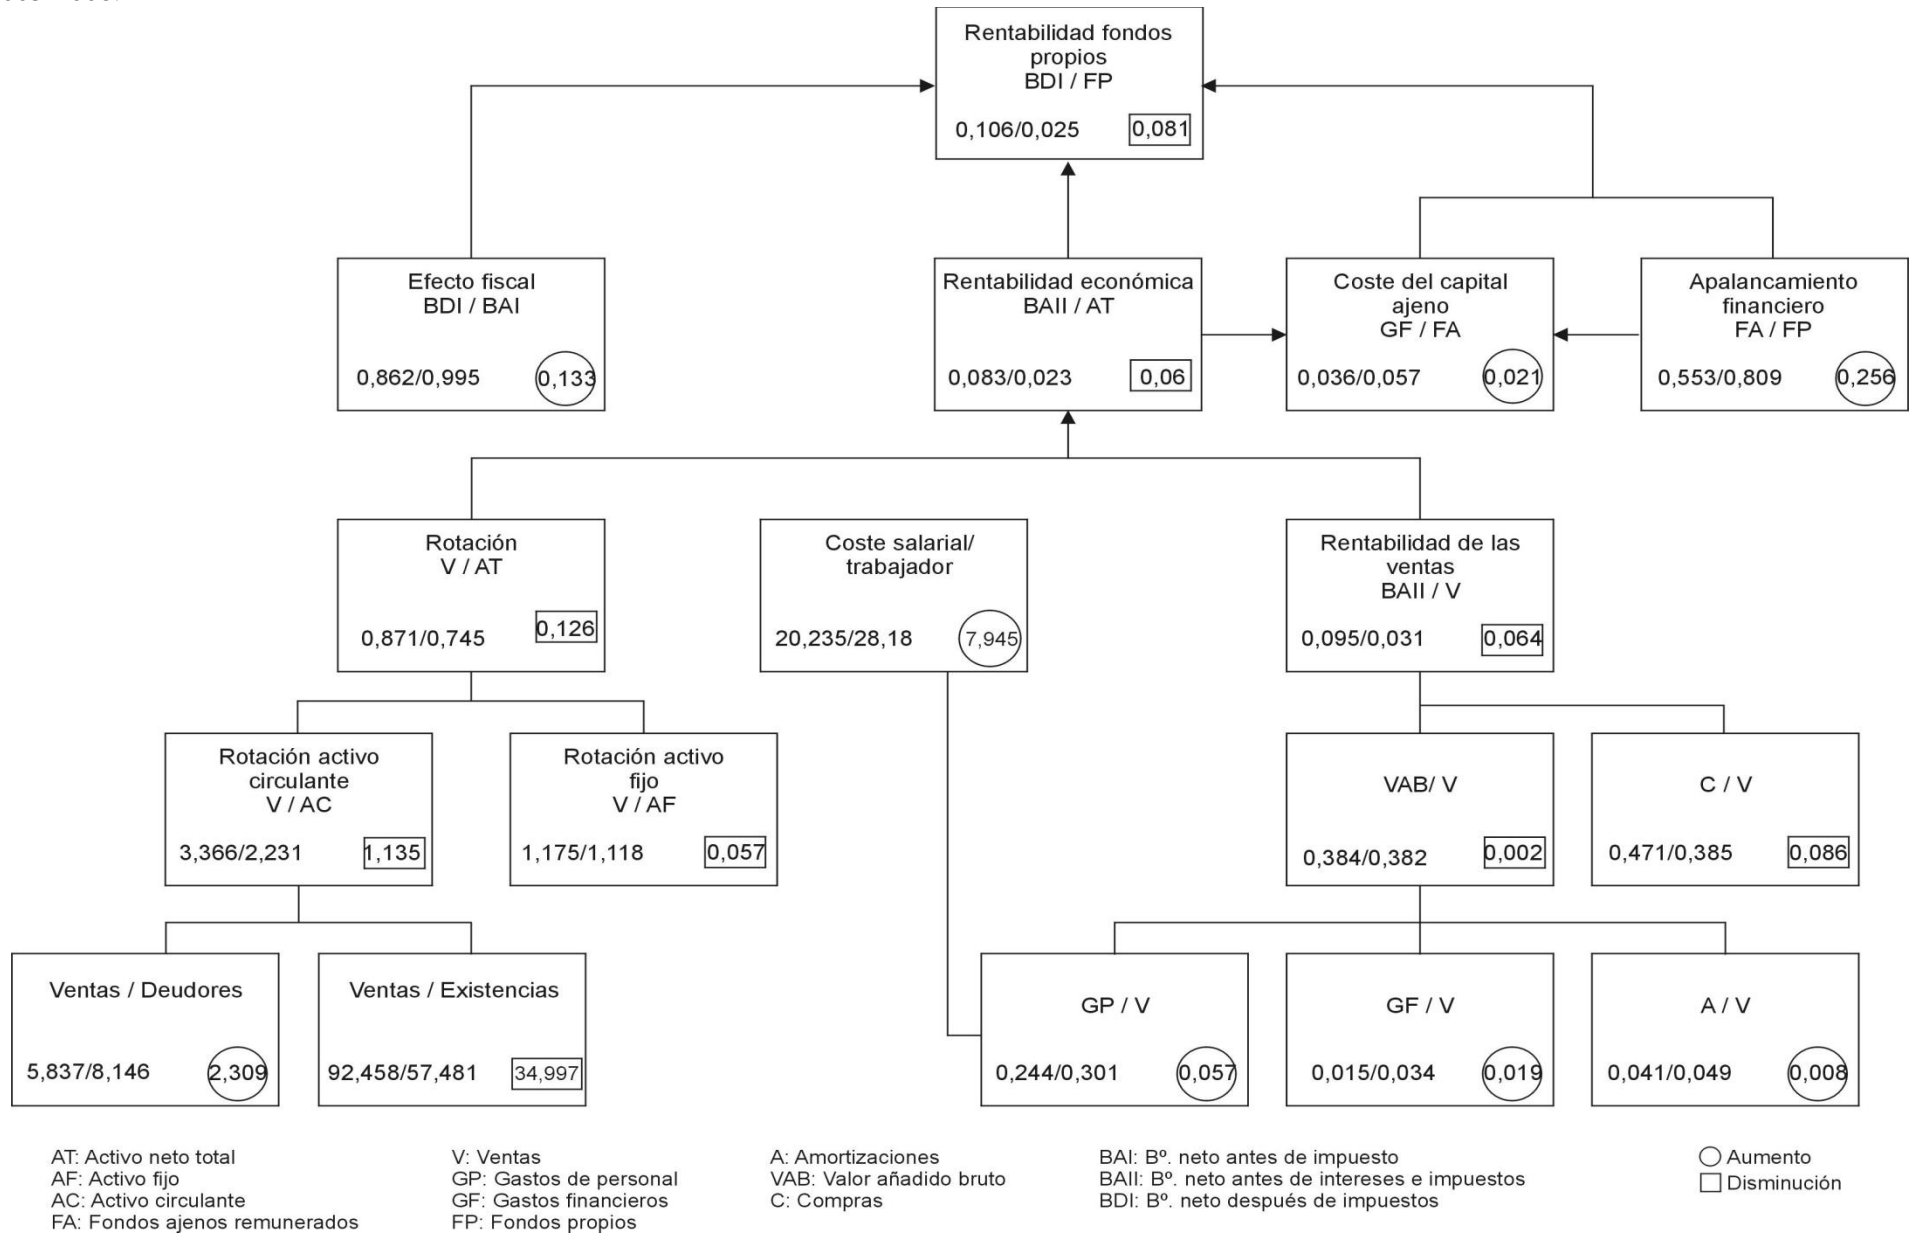 Rentabilidad fondos
propios
BDI / FP
0,106/0,025 0,081
Efecto fiscal
BDI / BAI
0,862/0,995 0,133
Rentabilidad económica
BAII / AT
0,083/0,023 0,06
Coste del capital
ajeno
GF / FA
0,036/0,057 0,021
Apalancamiento
financiero
FA / FP
0,553/0,809 0,256
Rotación
V / AT
0,871/0,745 0,126
Coste salarial/
trabajador
20,235/28,18 7,945
Rentabilidad de las
ventas
BAII / V
0,095/0,031 0,064
Rotación activo
circulante
V / AC
3,366/2,231 1,135
Rotación activo
fijo
V / AF
1,175/1,118 0,057
VAB/ V
0,384/0,382 0,002
C / V
0,471/0,385 0,086
Ventas / Deudores
5,837/8,146 2,309
Ventas / Existencias
92,458/57,481 34,997
GP / V
0,244/0,301 0,057
GF / V
0,015/0,034 0,019
A / V
0,041/0,049 0,008
AT: Activo neto total
AF: Activo fijo
AC: Activo circulante
FA: Fondos ajenos remunerados
V: Ventas
GP: Gastos de personal
GF: Gastos financieros
FP: Fondos propios
A: Amortizaciones
VAB: Valor añadido bruto
C: Compras
BAI: Bº. neto antes de impuesto
BAII: Bº. neto antes de intereses e impuestos
BDI: Bº. neto después de impuestos
Aumento
Disminución